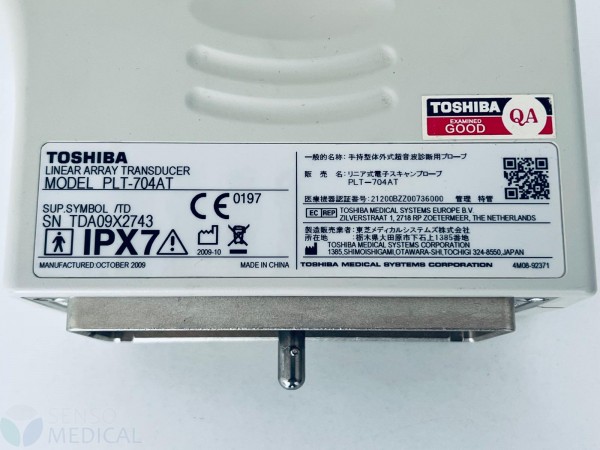 TOSHIBA
EXAMINED
GOOD
QA
TOSHIBA
LINEAR ARRAY TRANSDUCER
MODEL PLT-704AT
CE 0197
SUP.SYMBOL /TD
SN TDA09X2743
IPX7
2009-10
MANUFACTURED OCTOBER 2009
MADE IN CHINA
一般的名称: 手持型体外式超音波診断用プローブ
販売名: リニア式電子スキャンプローブ
PLT-704AT
医療機器認証番号:21200BZZ00736000 管理 特管
EC REP TOSHIBA MEDICAL SYSTEMS EUROPE B.V
ZILVERSTRAAT 1, 2718 RP ZOETERMEER, THE NETHERLANDS
製造販売業者: 東芝メディカルシステムズ株式会社
住所: 栃木県大田原市下石上1385番地
TOSHIBA MEDICAL SYSTEMS CORPORATION
1385,SHIMOISHIGAMI,OTAWARA-SHI,TOCHIGI 324-8550,JAPAN
TOSHIBA MEDICAL SYSTEMS CORPORATION
4M08-92371
SENSO
MEDICAL